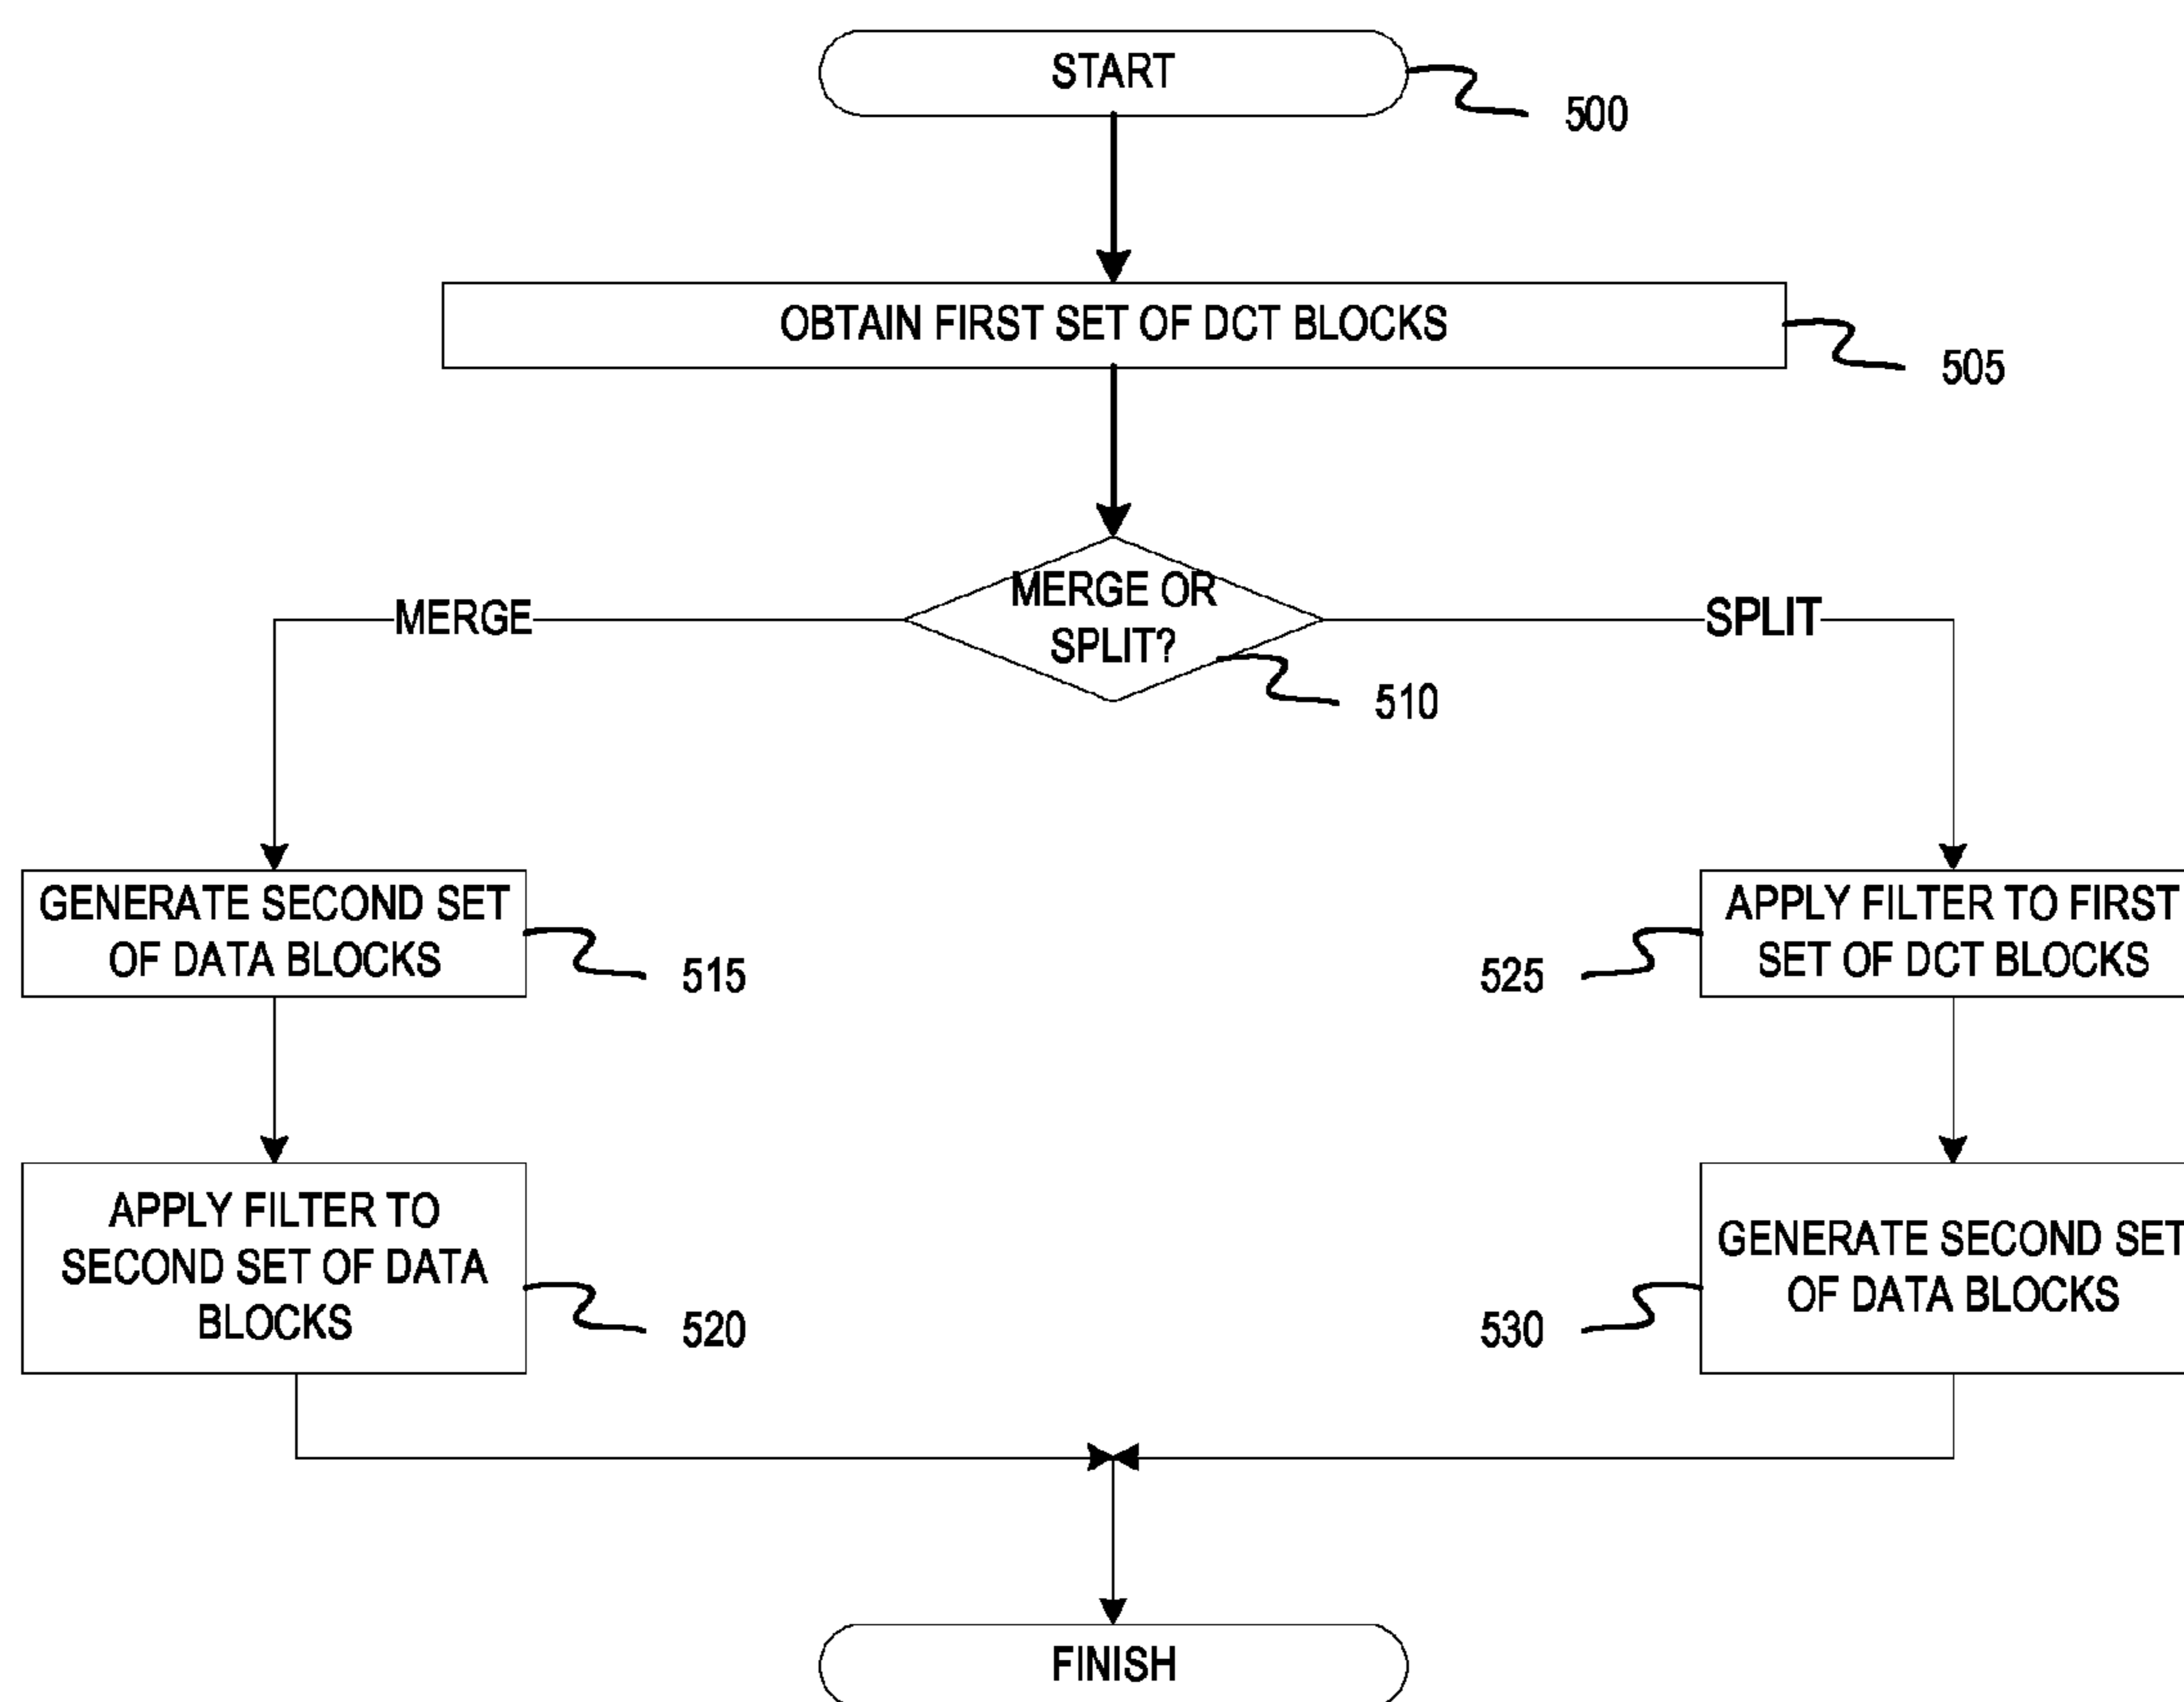 START
500
OBTAIN FIRST SET OF DCT BLOCKS
505
MERGE OR
SPLIT?
510
MERGE
SPLIT
GENERATE SECOND SET
OF DATA BLOCKS
515
APPLY FILTER TO FIRST
SET OF DCT BLOCKS
525
APPLY FILTER TO
SECOND SET OF DATA
BLOCKS
520
GENERATE SECOND SET
OF DATA BLOCKS
530
FINISH